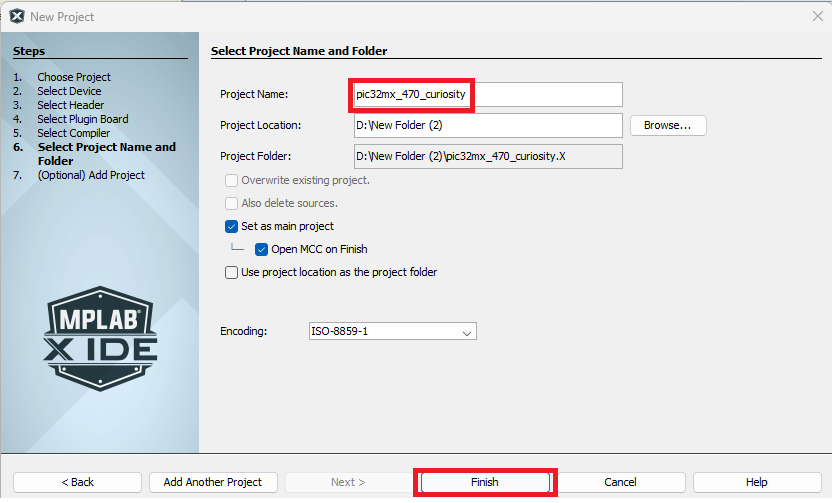 New Project
Steps
1. Choose Project
2. Select Device
3. Select Header
4. Select Plugin Board
5. Select Compiler
6. Select Project Name and
Folder
7. (Optional) Add Project
MPLAB
X IDE
Select Project Name and Folder
Project Name: pic32mx_470_curiosity
Project Location: D:\New Folder (2) Browse...
Project Folder: D:\New Folder (2)\pic32mx_470_curiosity.X
Overwrite existing project.
Also delete sources.
Set as main project
Open MCC on Finish
Use project location as the project folder
Encoding: ISO-8859-1
< Back Add Another Project Next > Finish Cancel Help